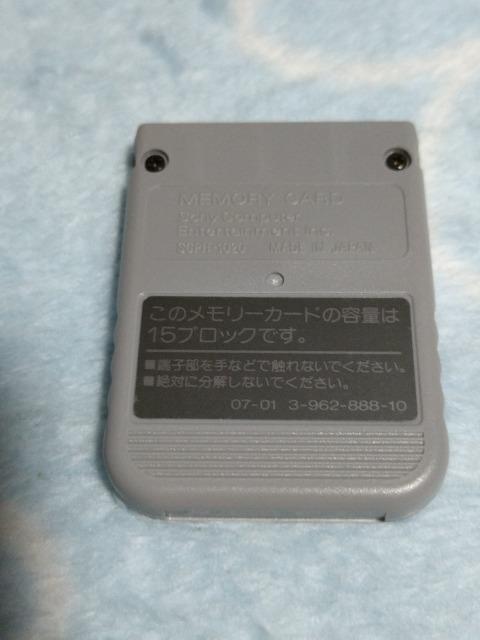 MEMORY CARD
Sony Computer
Entertainment Inc.
SCPH-1020 MADE IN JAPAN
このメモリーカードの容量は
15ブロックです。
■端子部を手などで触れないでください。
■絶対に分解しないでください。
07-01 3-962-888-10